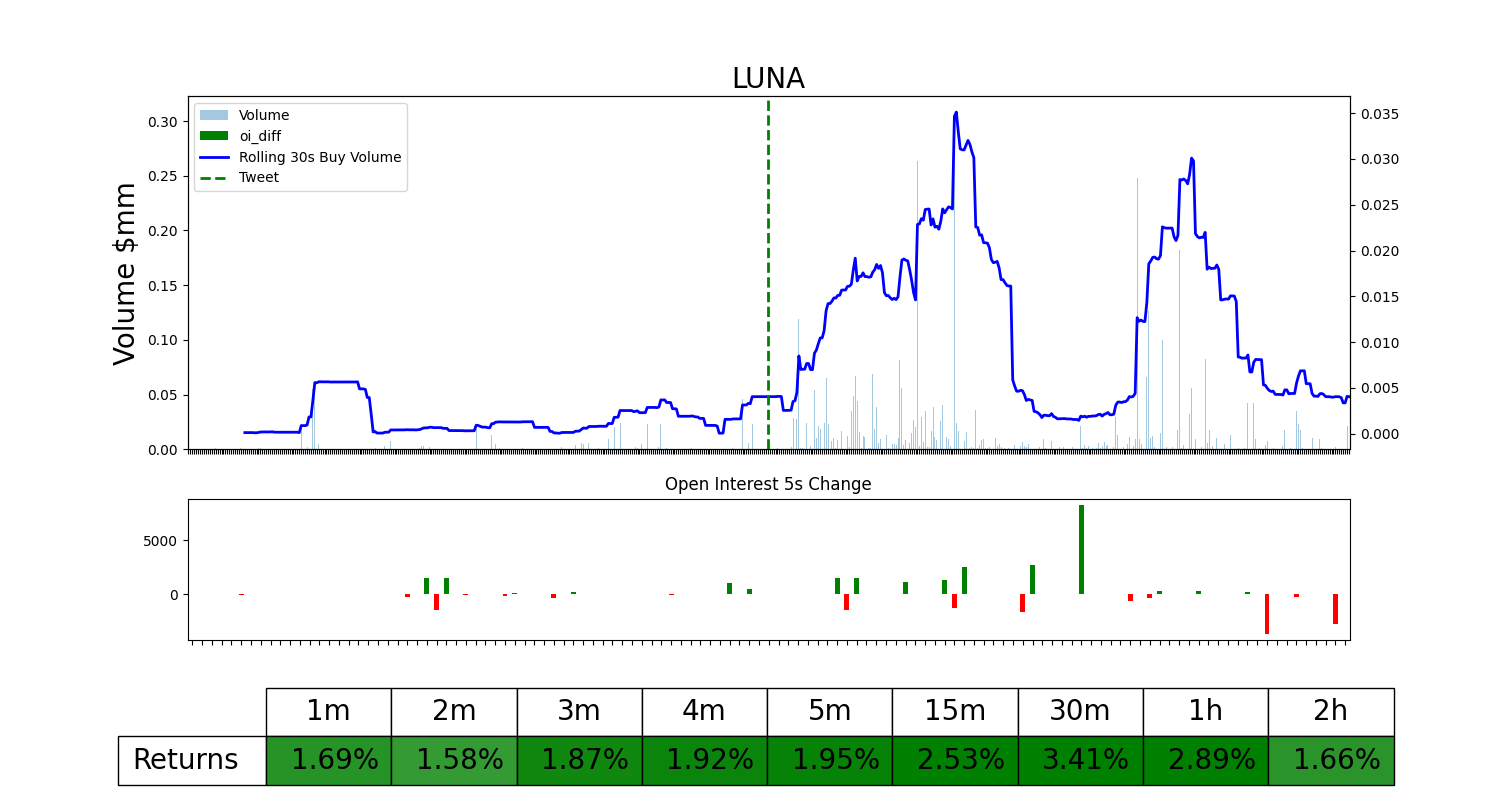 LUNA
Volume
oi_diff
Rolling 30s Buy Volume
Tweet
Volume $mm
0.30
0.25
0.20
0.15
0.10
0.05
0.00
0.035
0.030
0.025
0.020
0.015
0.010
0.005
0.000
Open Interest 5s Change
5000
0
1m 2m 3m 4m 5m 15m 30m 1h 2h
Returns 1.69% 1.58% 1.87% 1.92% 1.95% 2.53% 3.41% 2.89% 1.66%